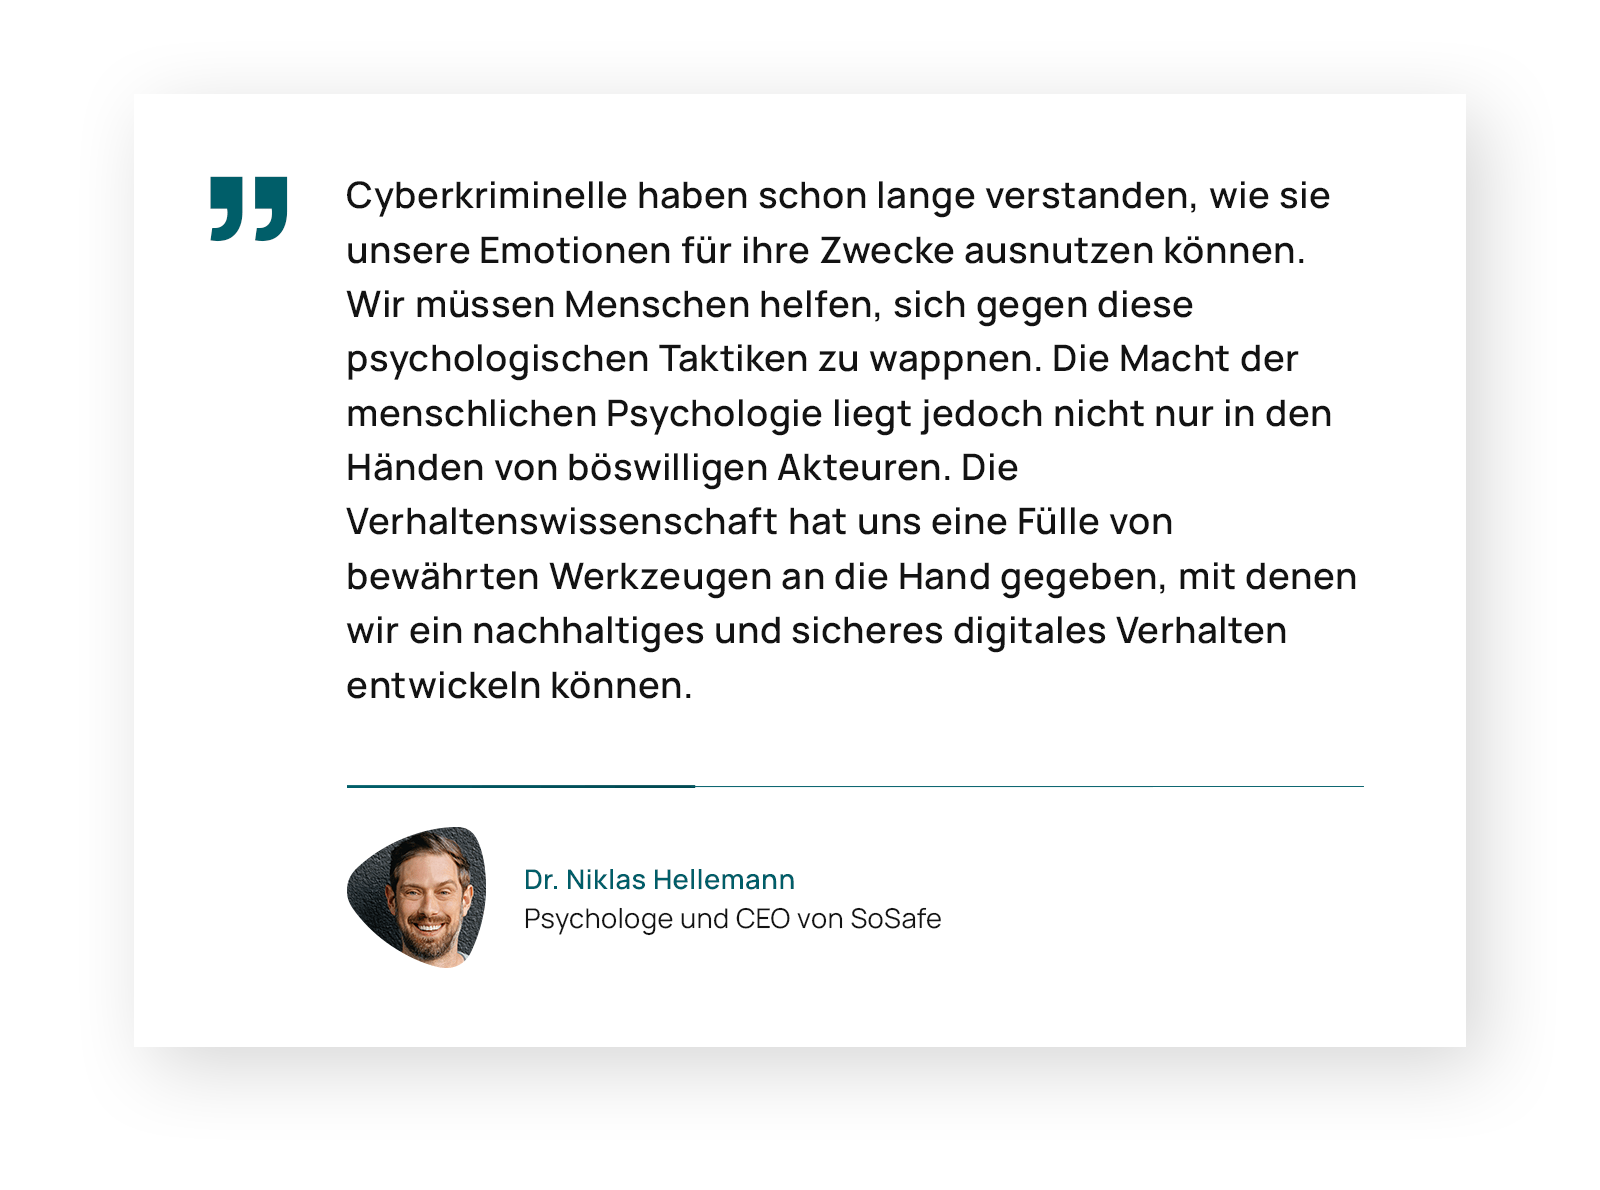 Cyberkriminelle haben schon lange verstanden, wie sie
unsere Emotionen für ihre Zwecke ausnutzen können.
Wir müssen Menschen helfen, sich gegen diese
psychologischen Taktiken zu wappnen. Die Macht der
menschlichen Psychologie liegt jedoch nicht nur in den
Händen von böswilligen Akteuren. Die
Verhaltenswissenschaft hat uns eine Fülle von
bewährten Werkzeugen an die Hand gegeben, mit denen
wir ein nachhaltiges und sicheres digitales Verhalten
entwickeln können.
Dr. Niklas Hellemann
Psychologe und CEO von SoSafe